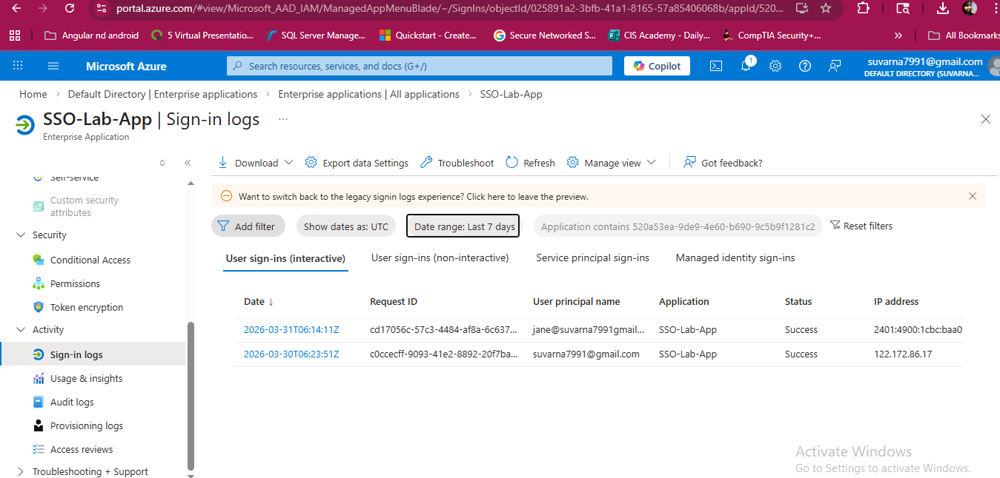 portal.azure.com/#view/Microsoft_AAD_IAM/ManagedAppMenuBlade/~/SignIns/objectId/025891a2-3bfb-41a1-8165-57a85406068b/appId/520...
Angular nd android 5 Virtual Presentatio... SQL Server Manage... Quickstart - Create... Secure Networked S... CIS Academy - Daily... CompTIA Security+... » All Bookmarks
Microsoft Azure Search resources, services, and docs (G+/) Copilot 1 suvarna7991@gmail.com
DEFAULT DIRECTORY (SUVARNA...
Home > Default Directory | Enterprise applications > Enterprise applications | All applications > SSO-Lab-App
SSO-Lab-App | Sign-in logs ...
Enterprise Application
Download Export data Settings Troubleshoot Refresh Manage view Got feedback?
Self-service
Custom security
attributes
Security
Conditional Access
Permissions
Token encryption
Activity
Sign-in logs
Usage & insights
Audit logs
Provisioning logs
Access reviews
Troubleshooting + Support
Want to switch back to the legacy signin logs experience? Click here to leave the preview.
Add filter Show dates as: UTC Date range: Last 7 days Application contains 520a53ea-9de9-4e60-b690-9c5b9f1281c2 Reset filters
User sign-ins (interactive) User sign-ins (non-interactive) Service principal sign-ins Managed identity sign-ins
Date ↓ Request ID User principal name Application Status IP address
2026-03-31T06:14:11Z cd17056c-57c3-4484-af8a-6c637... jane@suvarna7991gmail... SSO-Lab-App Success 2401:4900:1cbc:baa0:
2026-03-30T06:23:51Z c0ccecff-9093-41e2-8892-20f7ba... suvarna7991@gmail.com SSO-Lab-App Success 122.172.86.17
Activate Windows
Go to Settings to activate Windows.